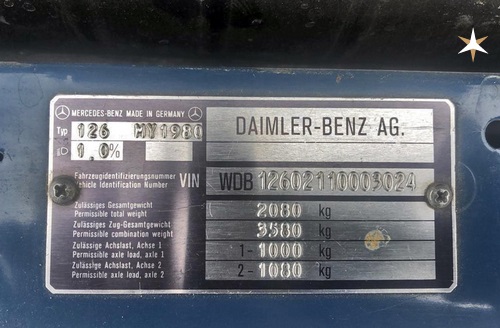 MERCEDES-BENZ MADE IN GERMANY
Typ 126 MY1980
1.0%
DAIMLER-BENZ AG.
Fahrzeugidentifizierungsnummer
Vehicle Identification Number VIN WDB 12602110003024
Zulässiges Gesamtgewicht
Permissible total weight 2080 kg
Zulässiges Zug-Gesamtgewicht
Permissible combination weight 3580 kg
Zulässige Achslast, Achse 1
Permissible axle load, axle 1 1-1000 kg
Zulässige Achslast, Achse 2
Permissible axle load, axle 2 2-1080 kg